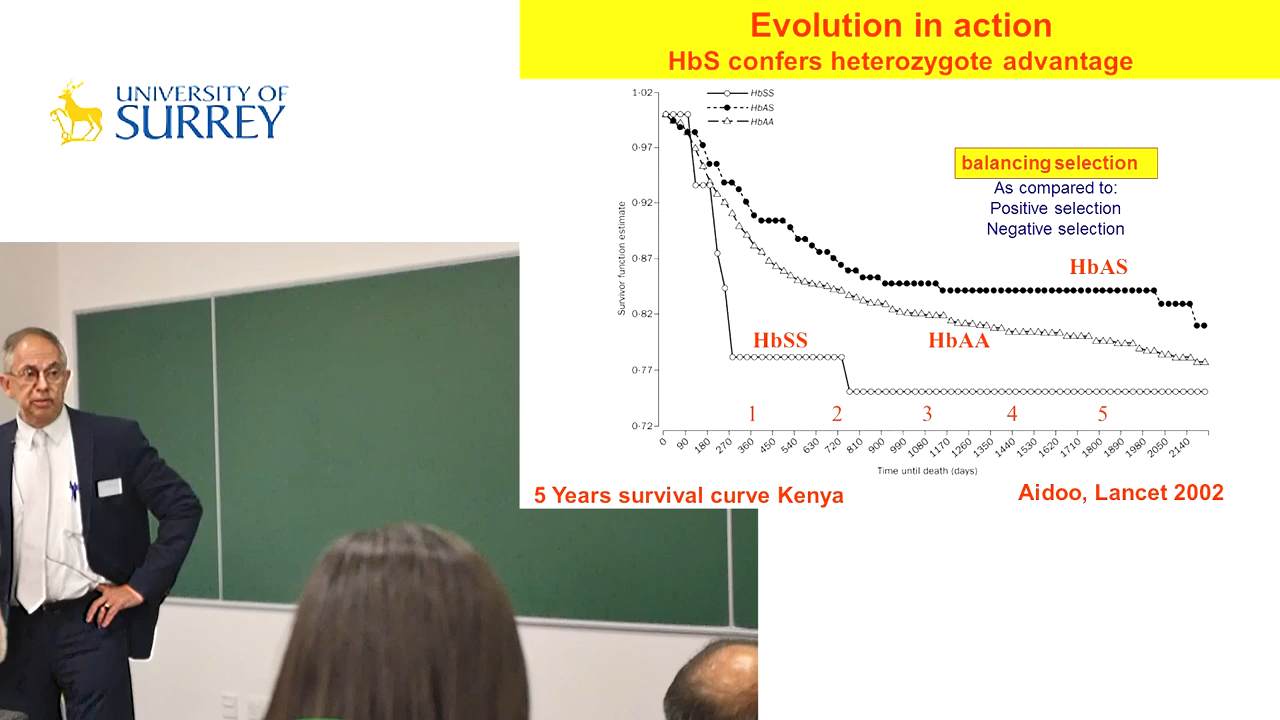 Evolution in action
HbS confers heterozygote advantage
UNIVERSITY OF
SURREY
HbSS
HbAS
HbAA
balancing selection
As compared to:
Positive selection
Negative selection
HbAS
HbSS
HbAA
1 2 3 4 5
Survivor function estimate
1·02
0·97
0·92
0·87
0·82
0·77
0·72
0 90 180 270 360 450 540 630 720 810 900 990 1080 1170 1260 1350 1440 1530 1620 1710 1800 1890 1980 2050 2140
Time until death (days)
5 Years survival curve Kenya
Aidoo, Lancet 2002